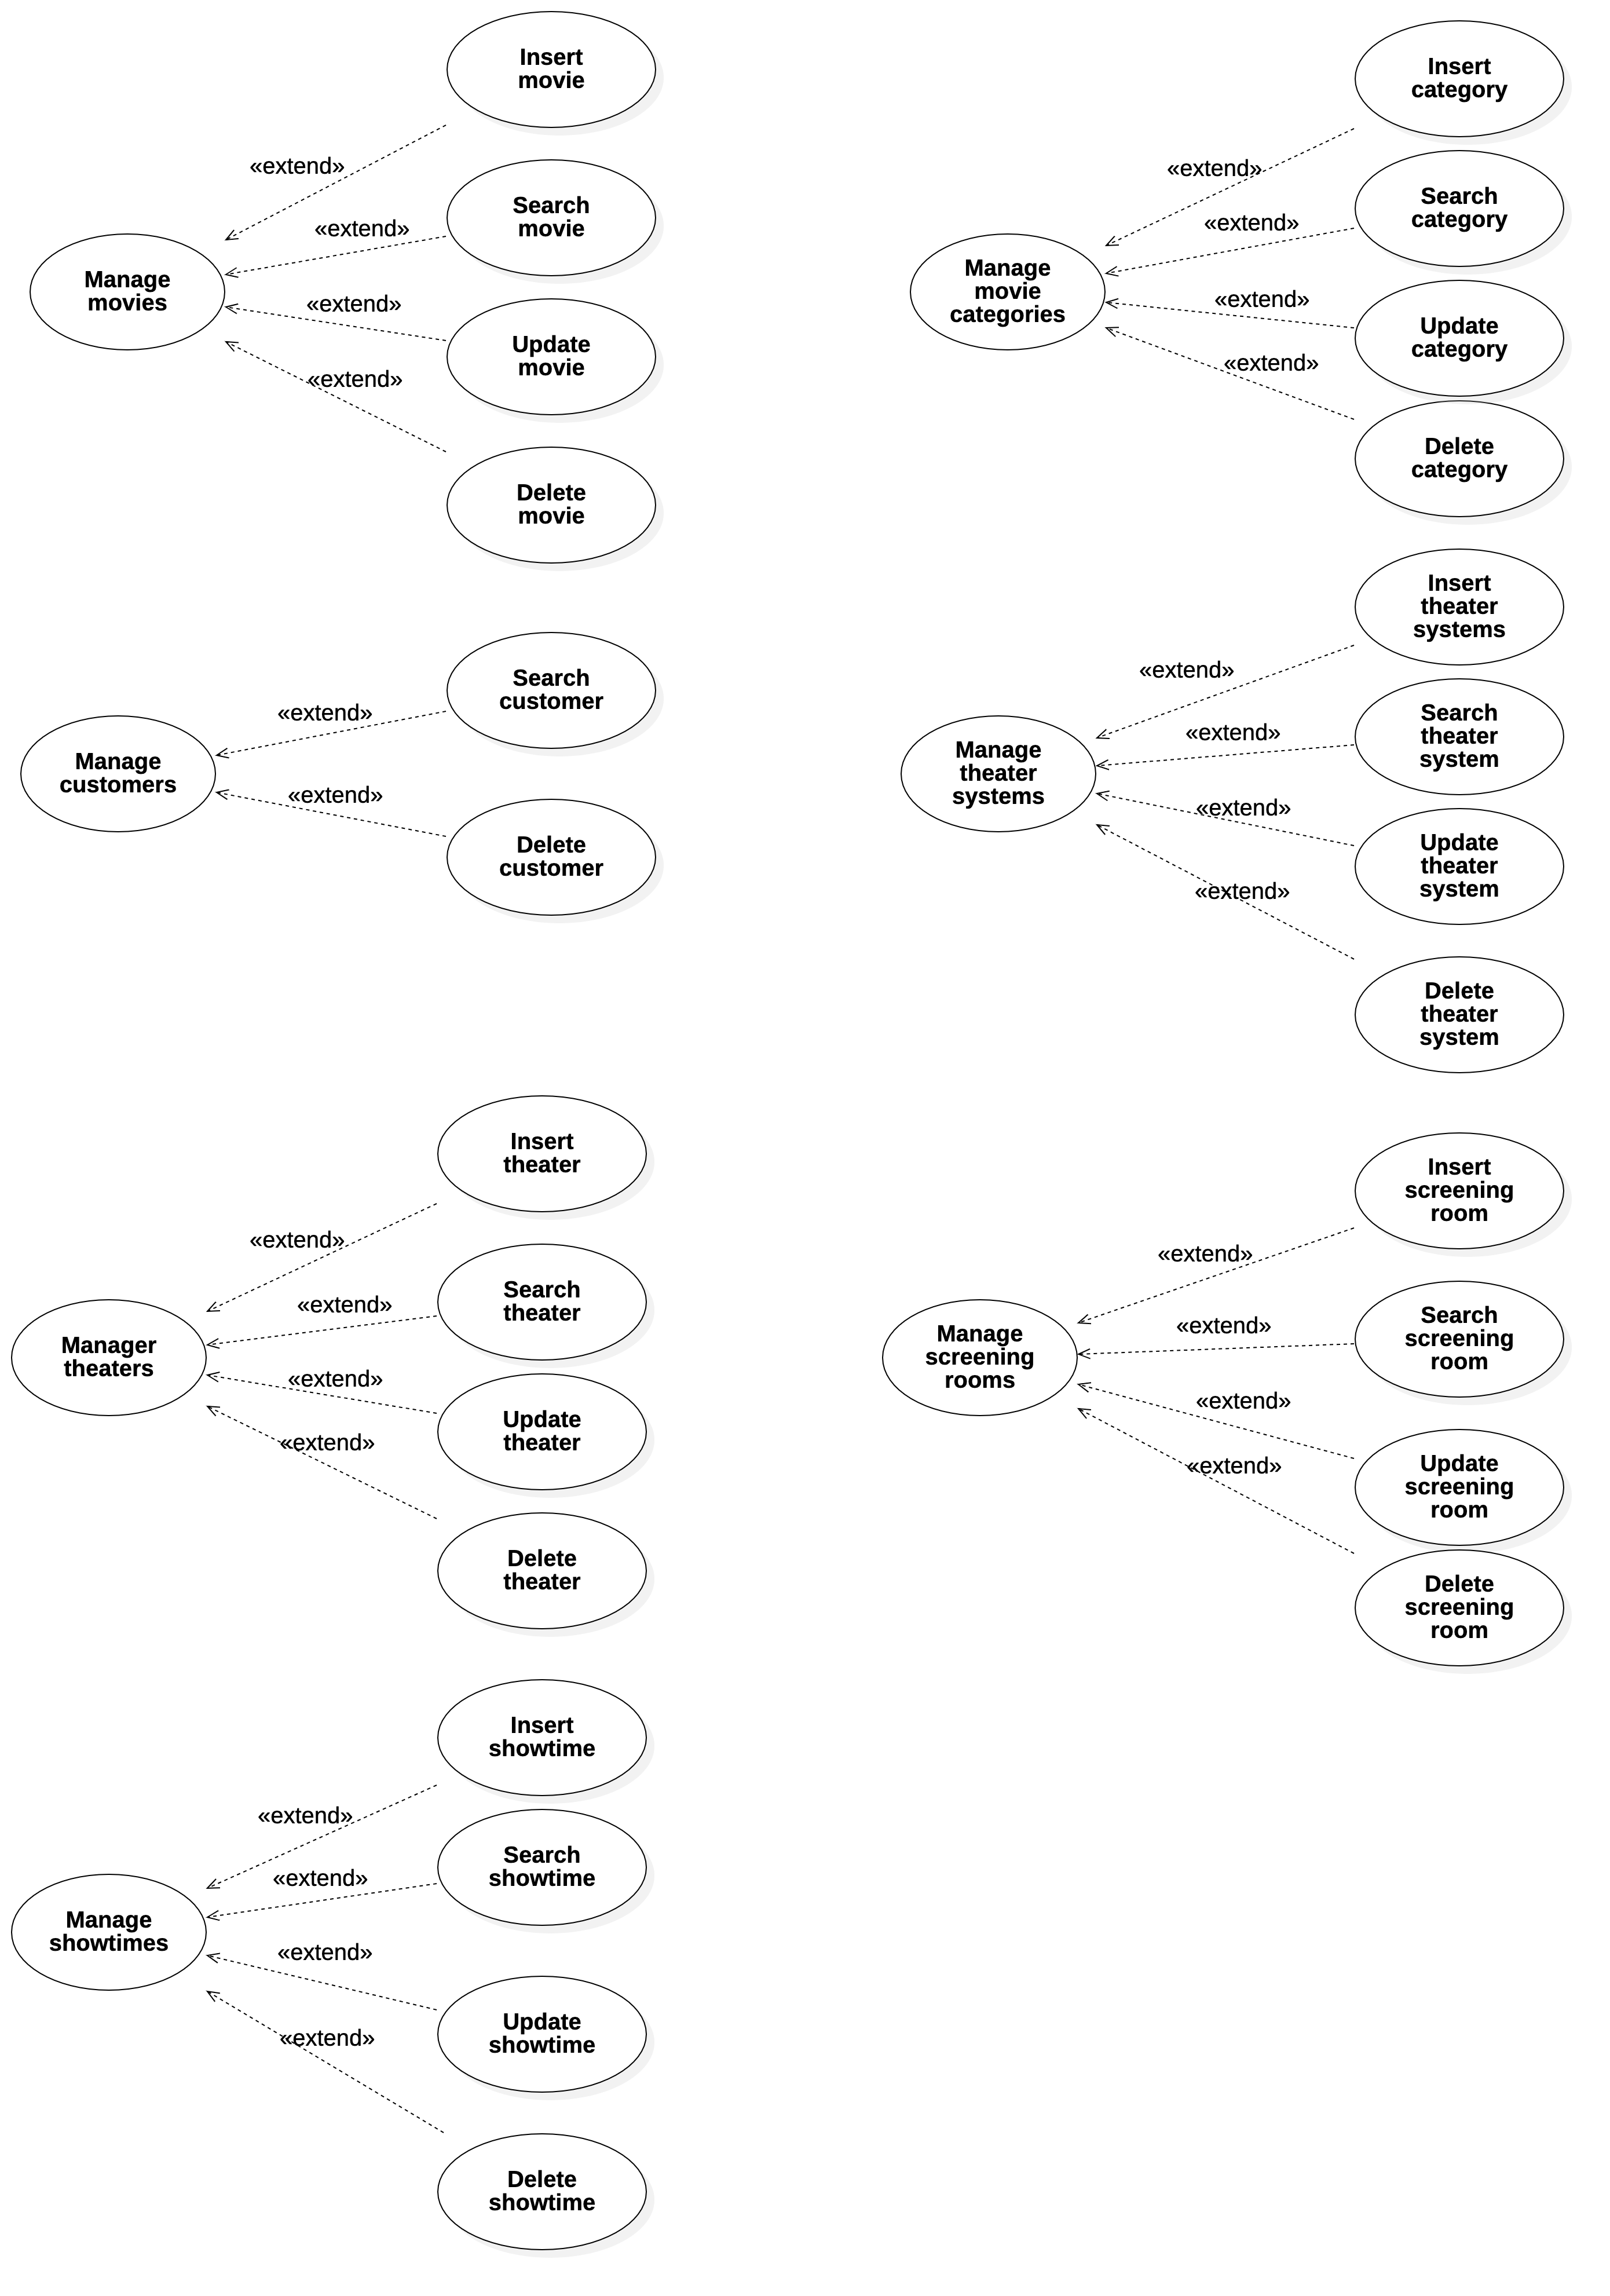 Insert
movie
«extend»
Search
movie
«extend»
Manage
movies
«extend»
Update
movie
«extend»
Delete
movie
Insert
category
«extend»
Search
category
«extend»
Manage
movie
categories
«extend»
Update
category
«extend»
Delete
category
Search
customer
«extend»
Manage
customers
«extend»
Delete
customer
Insert
theater
systems
«extend»
Search
theater
system
«extend»
Manage
theater
systems
«extend»
Update
theater
system
«extend»
Delete
theater
system
Insert
theater
«extend»
Search
theater
«extend»
Manager
theaters
«extend»
Update
theater
«extend»
Delete
theater
Insert
screening
room
«extend»
Search
screening
room
«extend»
Manage
screening
rooms
«extend»
Update
screening
room
«extend»
Delete
screening
room
Insert
showtime
«extend»
Search
showtime
«extend»
Manage
showtimes
«extend»
Update
showtime
«extend»
Delete
showtime